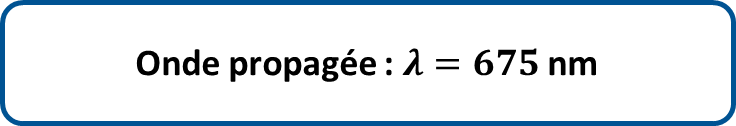 Onde propagée : λ = 675 nm